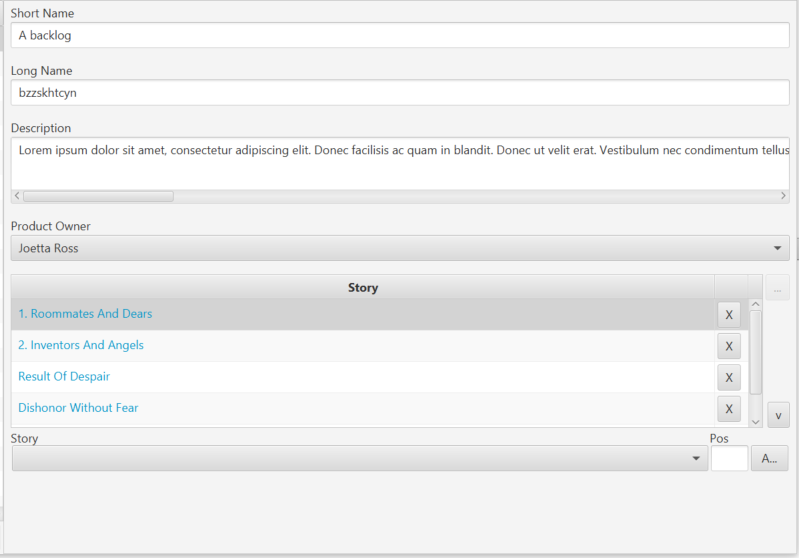 Short Name
A backlog
Long Name
bzzskhtcyn
Description
Lorem ipsum dolor sit amet, consectetur adipiscing elit. Donec facilisis ac quam in blandit. Donec ut velit erat. Vestibulum nec condimentum tellus
Product Owner
Joetta Ross
Story
...
1. Roommates And Dears X
2. Inventors And Angels X
Result Of Despair X
Dishonor Without Fear X
v
Story Pos
A...